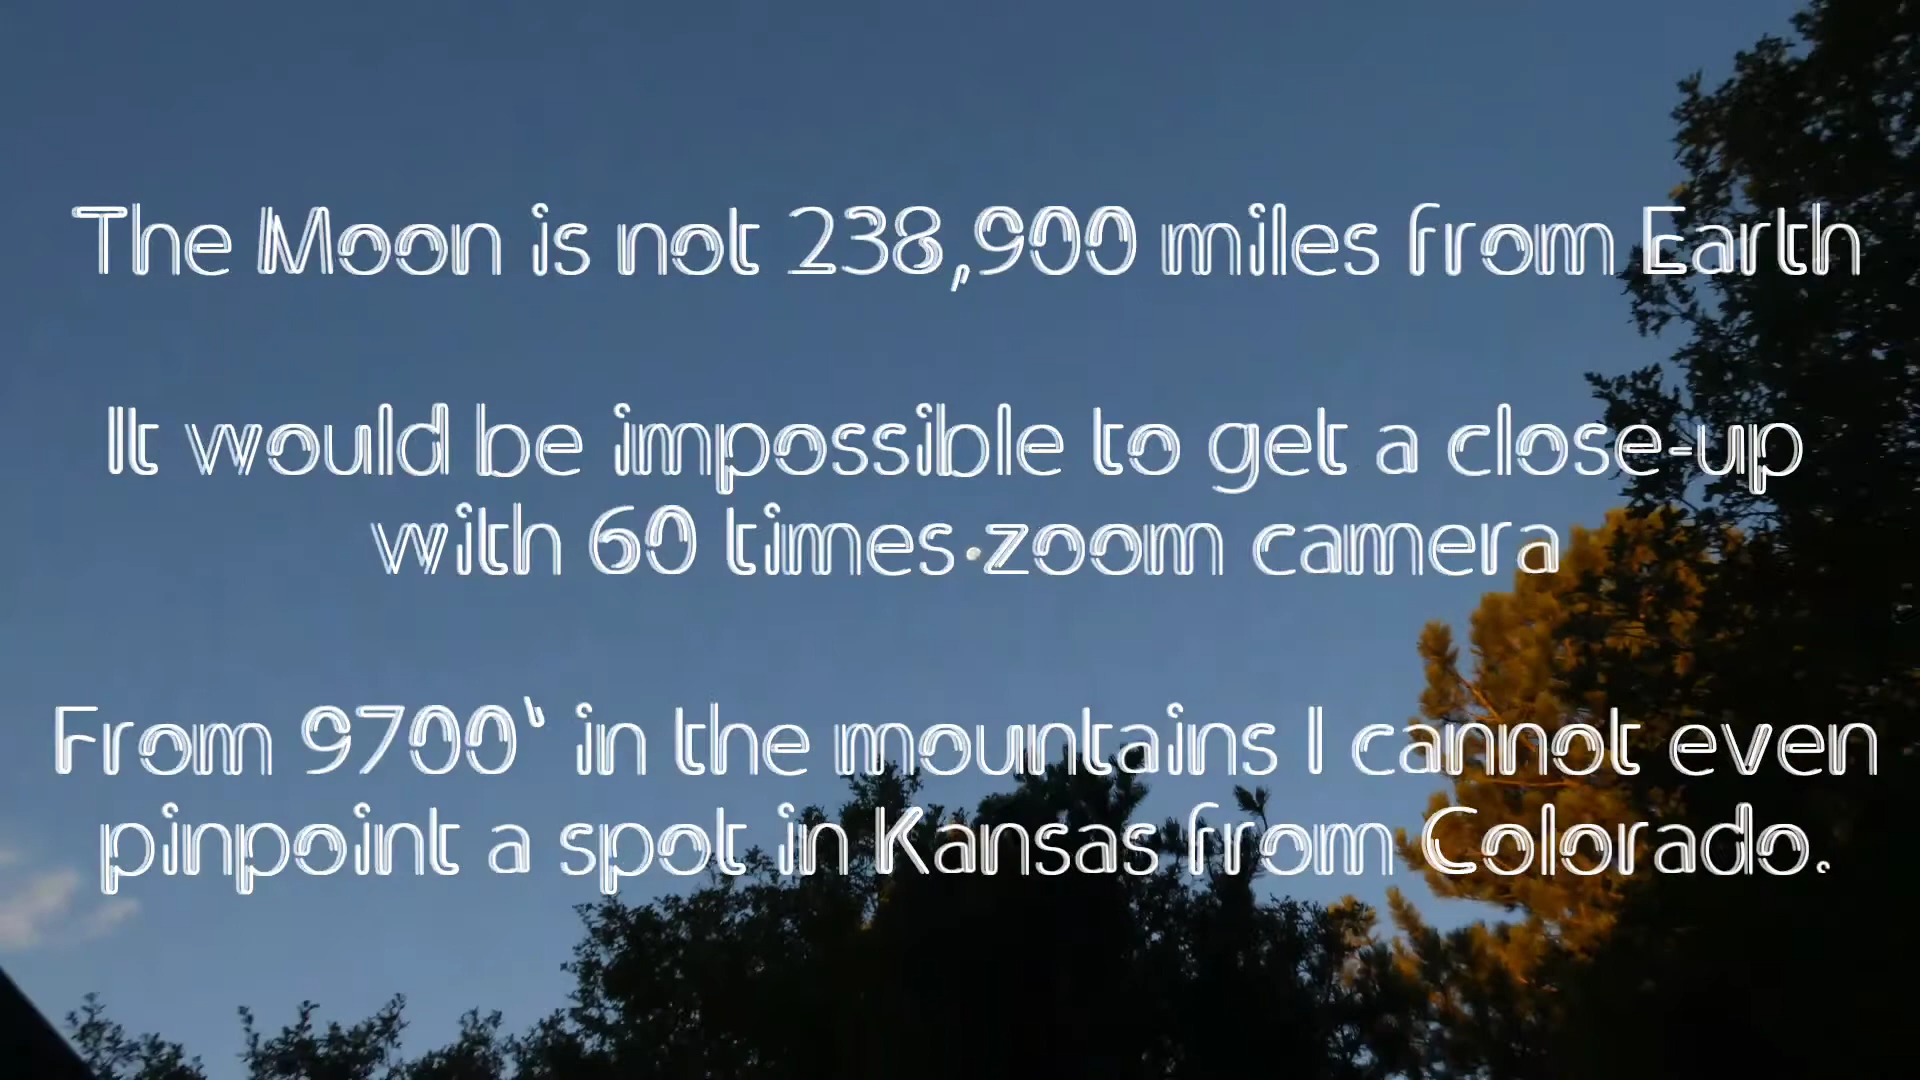 The Moon is not 238,900 miles from Earth
It would be impossible to get a close-up
with 60 times zoom camera
From 9700' in the mountains I cannot even
pinpoint a spot in Kansas from Colorado.